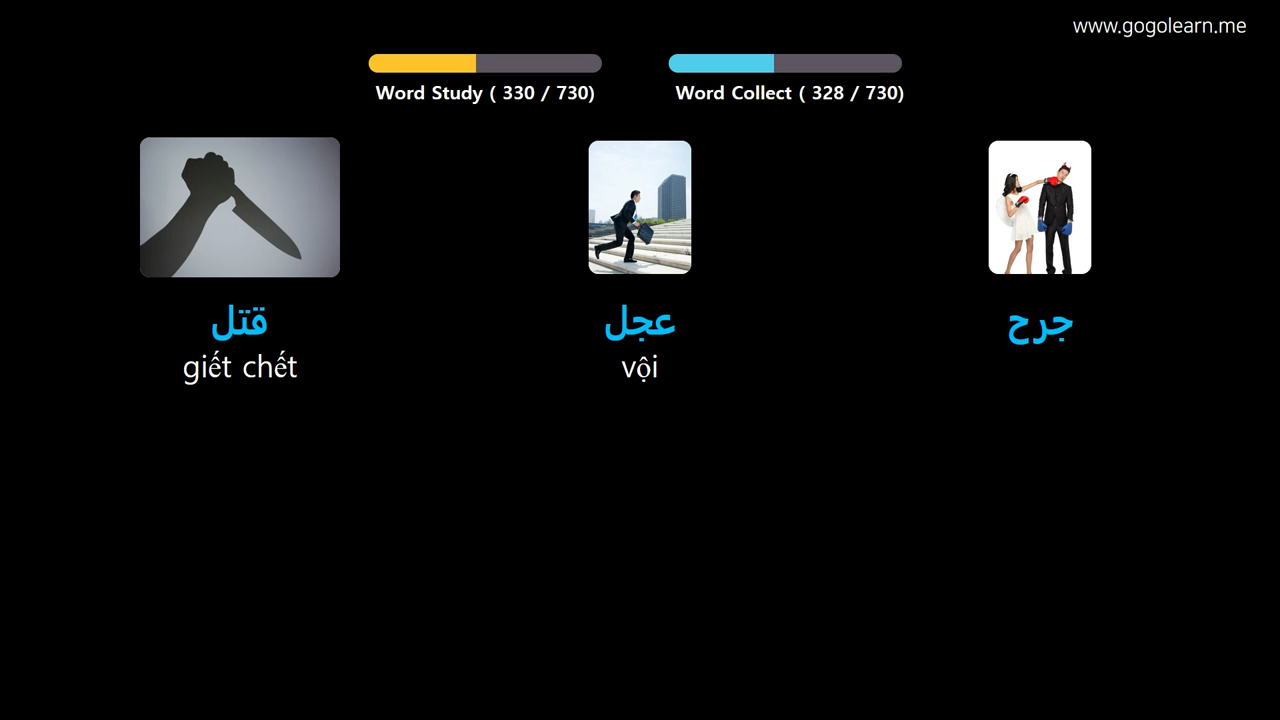 www.gogolearn.me
Word Study ( 330 / 730)
Word Collect ( 328 / 730)
قتل
giết chết
عجل
vội
جرح